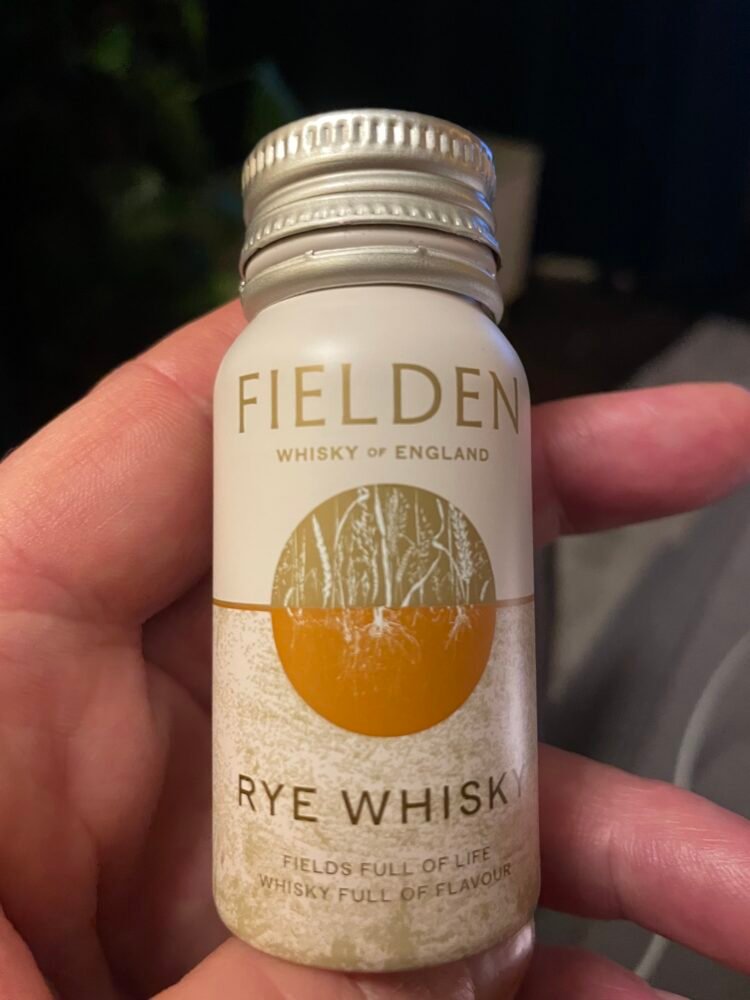 FIELDEN
WHISKY OF ENGLAND
RYE WHISKY
FIELDS FULL OF LIFE
WHISKY FULL OF FLAVOUR